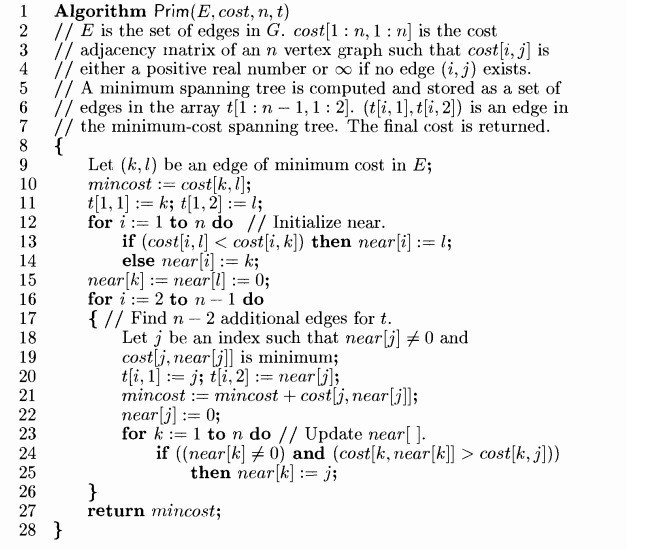 1 Algorithm Prim(E, cost, n, t)
2 // E is the set of edges in G. cost[1 : n, 1 : n] is the cost
3 // adjacency matrix of an n vertex graph such that cost[i, j] is
4 // either a positive real number or ∞ if no edge (i, j) exists.
5 // A minimum spanning tree is computed and stored as a set of
6 // edges in the array t[1 : n − 1, 1 : 2]. (t[i, 1], t[i, 2]) is an edge in
7 // the minimum-cost spanning tree. The final cost is returned.
8 {
9 Let (k, l) be an edge of minimum cost in E;
10 mincost := cost[k, l];
11 t[1, 1] := k; t[1, 2] := l;
12 for i := 1 to n do // Initialize near.
13 if (cost[i, l] < cost[i, k]) then near[i] := l;
14 else near[i] := k;
15 near[k] := near[l] := 0;
16 for i := 2 to n − 1 do
17 { // Find n − 2 additional edges for t.
18 Let j be an index such that near[j] ≠ 0 and
19 cost[j, near[j]] is minimum;
20 t[i, 1] := j; t[i, 2] := near[j];
21 mincost := mincost + cost[j, near[j]];
22 near[j] := 0;
23 for k := 1 to n do // Update near[ ].
24 if ((near[k] ≠ 0) and (cost[k, near[k]] > cost[k, j]))
25 then near[k] := j;
26 }
27 return mincost;
28 }